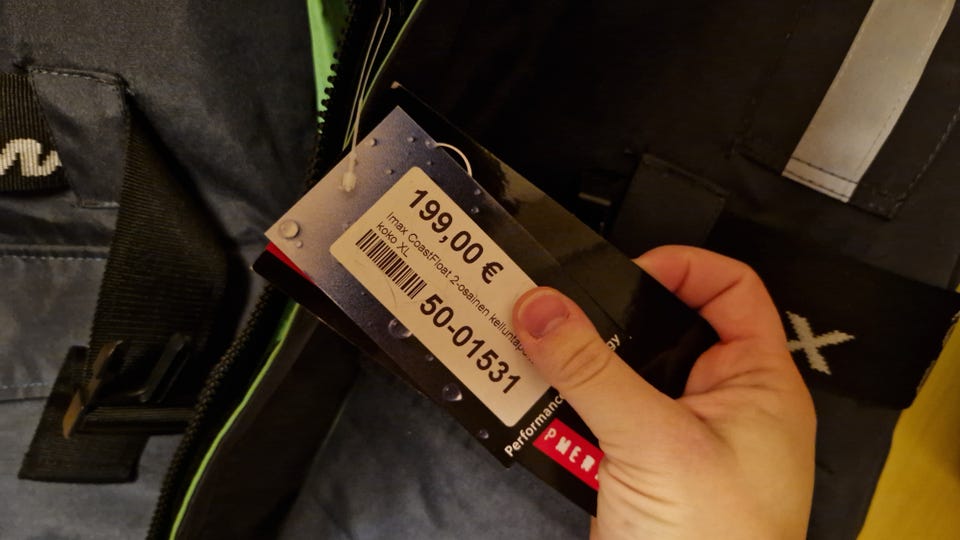 199,00 €
Imax CoastFloat 2-osainen
koko XL
50-01531
Performance
X